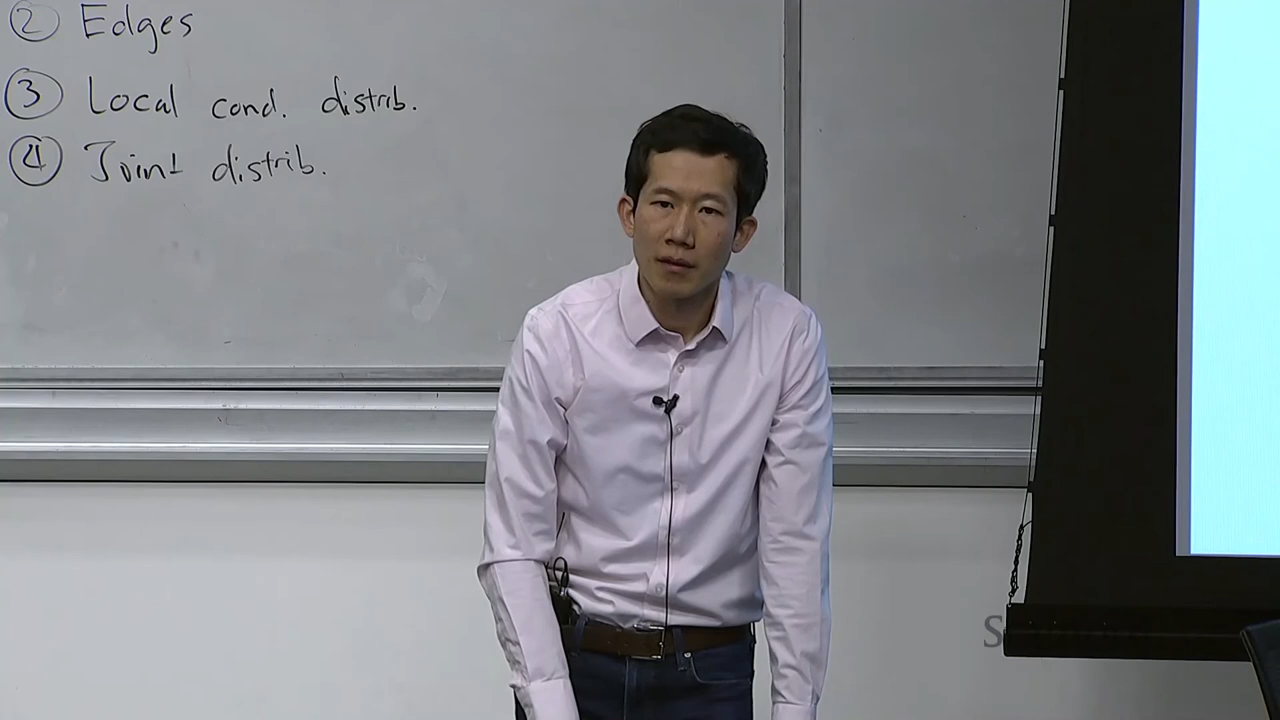 ② Edges
③ Local cond. distrib.
④ Joint distrib.